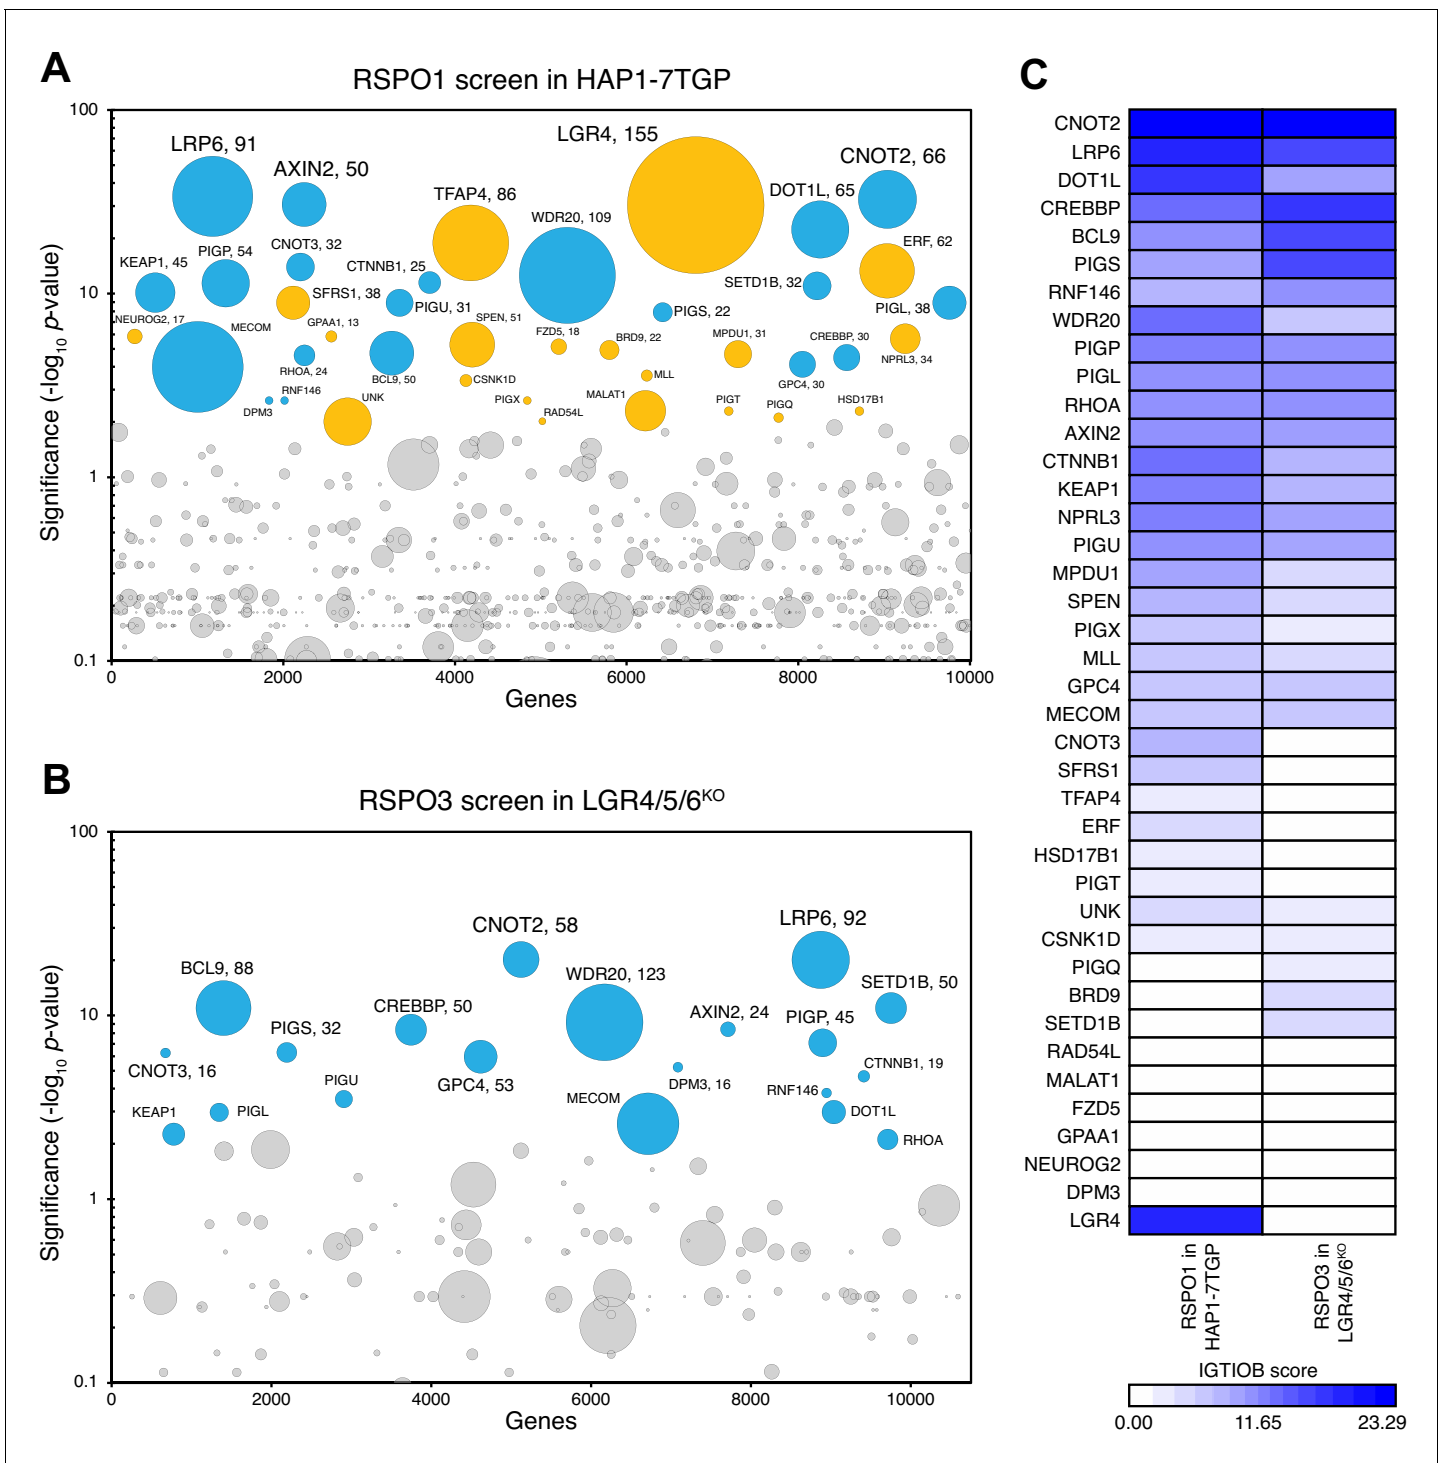 A
RSPO1 screen in HAP1-7TGP
Significance (-log10 p-value)
100
10
1
0.1
LRP6, 91
AXIN2, 50
LGR4, 155
CNOT2, 66
TFAP4, 86
DOT1L, 65
WDR20, 109
KEAP1, 45
PIGP, 54
CNOT3, 32
CTNNB1, 25
ERF, 62
SETD1B, 32
SFRS1, 38
PIGU, 31
PIGS, 22
PIGL, 38
NEUROG2, 17
MECOM
GPAA1, 13
SPEN, 51
FZD5, 18
BRD9, 22
MPDU1, 31
CREBBP, 30
NPRL3, 34
RHOA, 24
BCL9, 50
CSNK1D
MLL
GPC4, 30
DPM3
RNF146
UNK
PIGX
RAD54L
MALAT1
PIGT
PIGQ
HSD17B1
0
2000
4000
6000
8000
10000
Genes
B
RSPO3 screen in LGR4/5/6KO
Significance (-log10 p-value)
100
10
1
0.1
CNOT2, 58
LRP6, 92
BCL9, 88
WDR20, 123
SETD1B, 50
CREBBP, 50
AXIN2, 24
PIGP, 45
PIGS, 32
CNOT3, 16
GPC4, 53
DPM3, 16
CTNNB1, 19
PIGU
MECOM
RNF146
DOT1L
KEAP1
PIGL
RHOA
0
2000
4000
6000
8000
10000
Genes
C
CNOT2
LRP6
DOT1L
CREBBP
BCL9
PIGS
RNF146
WDR20
PIGP
PIGL
RHOA
AXIN2
CTNNB1
KEAP1
NPRL3
PIGU
MPDU1
SPEN
PIGX
MLL
GPC4
MECOM
CNOT3
SFRS1
TFAP4
ERF
HSD17B1
PIGT
UNK
CSNK1D
PIGQ
BRD9
SETD1B
RAD54L
MALAT1
FZD5
GPAA1
NEUROG2
DPM3
LGR4
RSPO1 in
HAP1-7TGP
RSPO3 in
LGR4/5/6KO
IGTIOB score
0.00
11.65
23.29